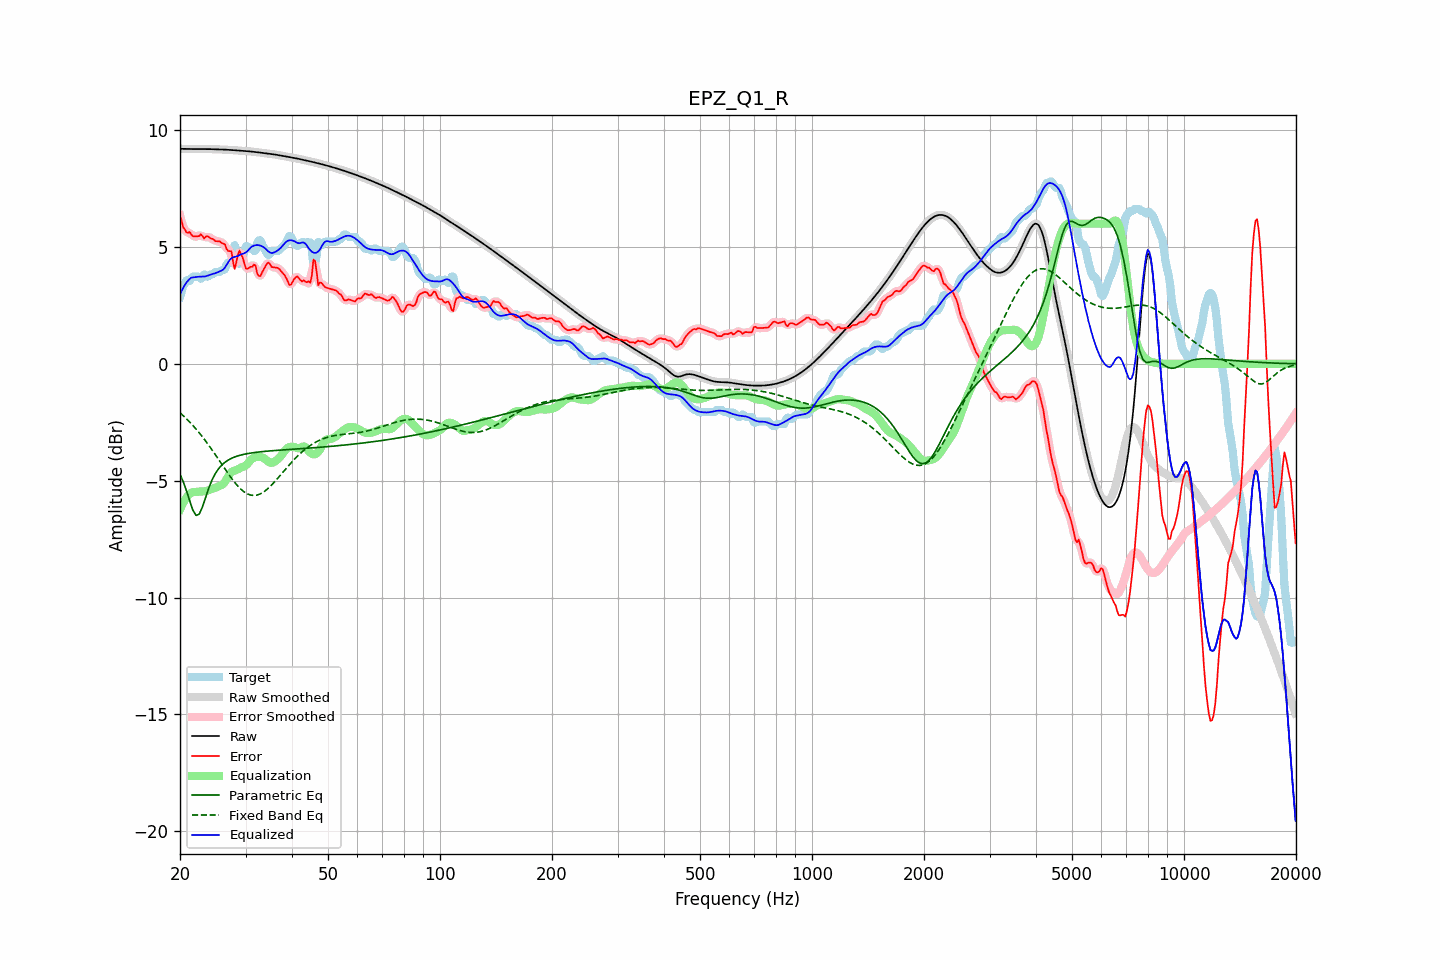 EPZ_Q1_R
10
5
0
−5
−10
−15
−20
Amplitude (dBr)
Target
Raw Smoothed
Error Smoothed
Raw
Error
Equalization
Parametric Eq
Fixed Band Eq
Equalized
20 50 100 200 500 1000 2000 5000 10000 20000
Frequency (Hz)